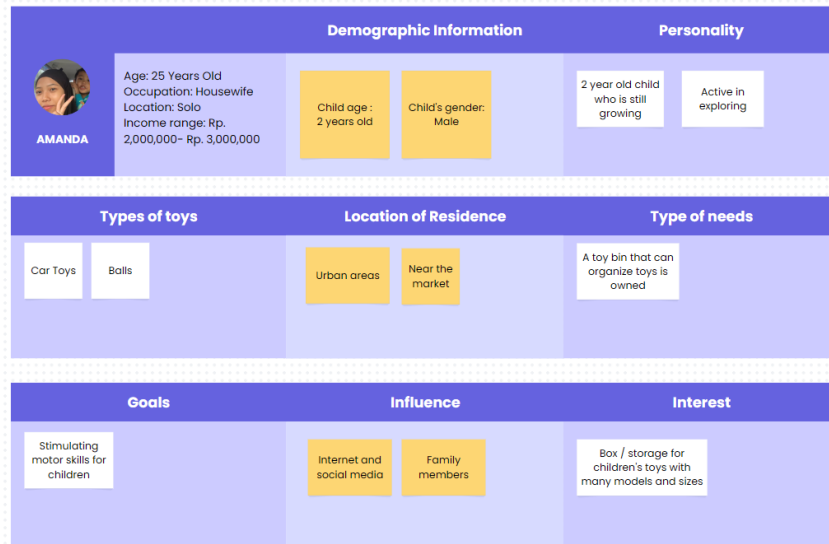 Demographic Information
Personality
AMANDA
Age: 25 Years Old
Occupation: Housewife
Location: Solo
Income range: Rp.
2,000,000- Rp. 3,000,000
Child age :
2 years old
Child's gender:
Male
2 year old child
who is still
growing
Active in
exploring
Types of toys
Location of Residence
Type of needs
Car Toys
Balls
Urban areas
Near the
market
A toy bin that can
organize toys is
owned
Goals
Influence
Interest
Stimulating
motor skills for
children
Internet and
social media
Family
members
Box / storage for
children's toys with
many models and sizes